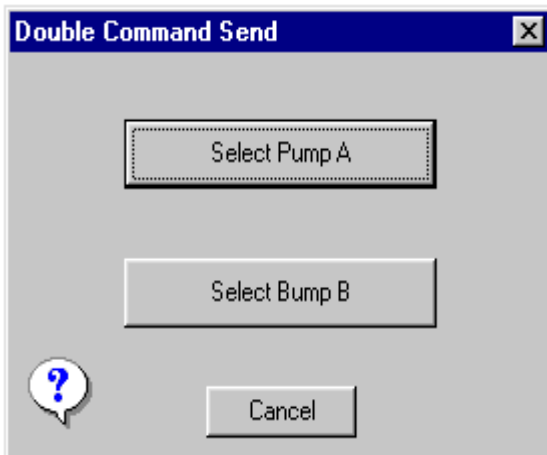 Double Command Send
Select Pump A
Select Bump B
?
Cancel